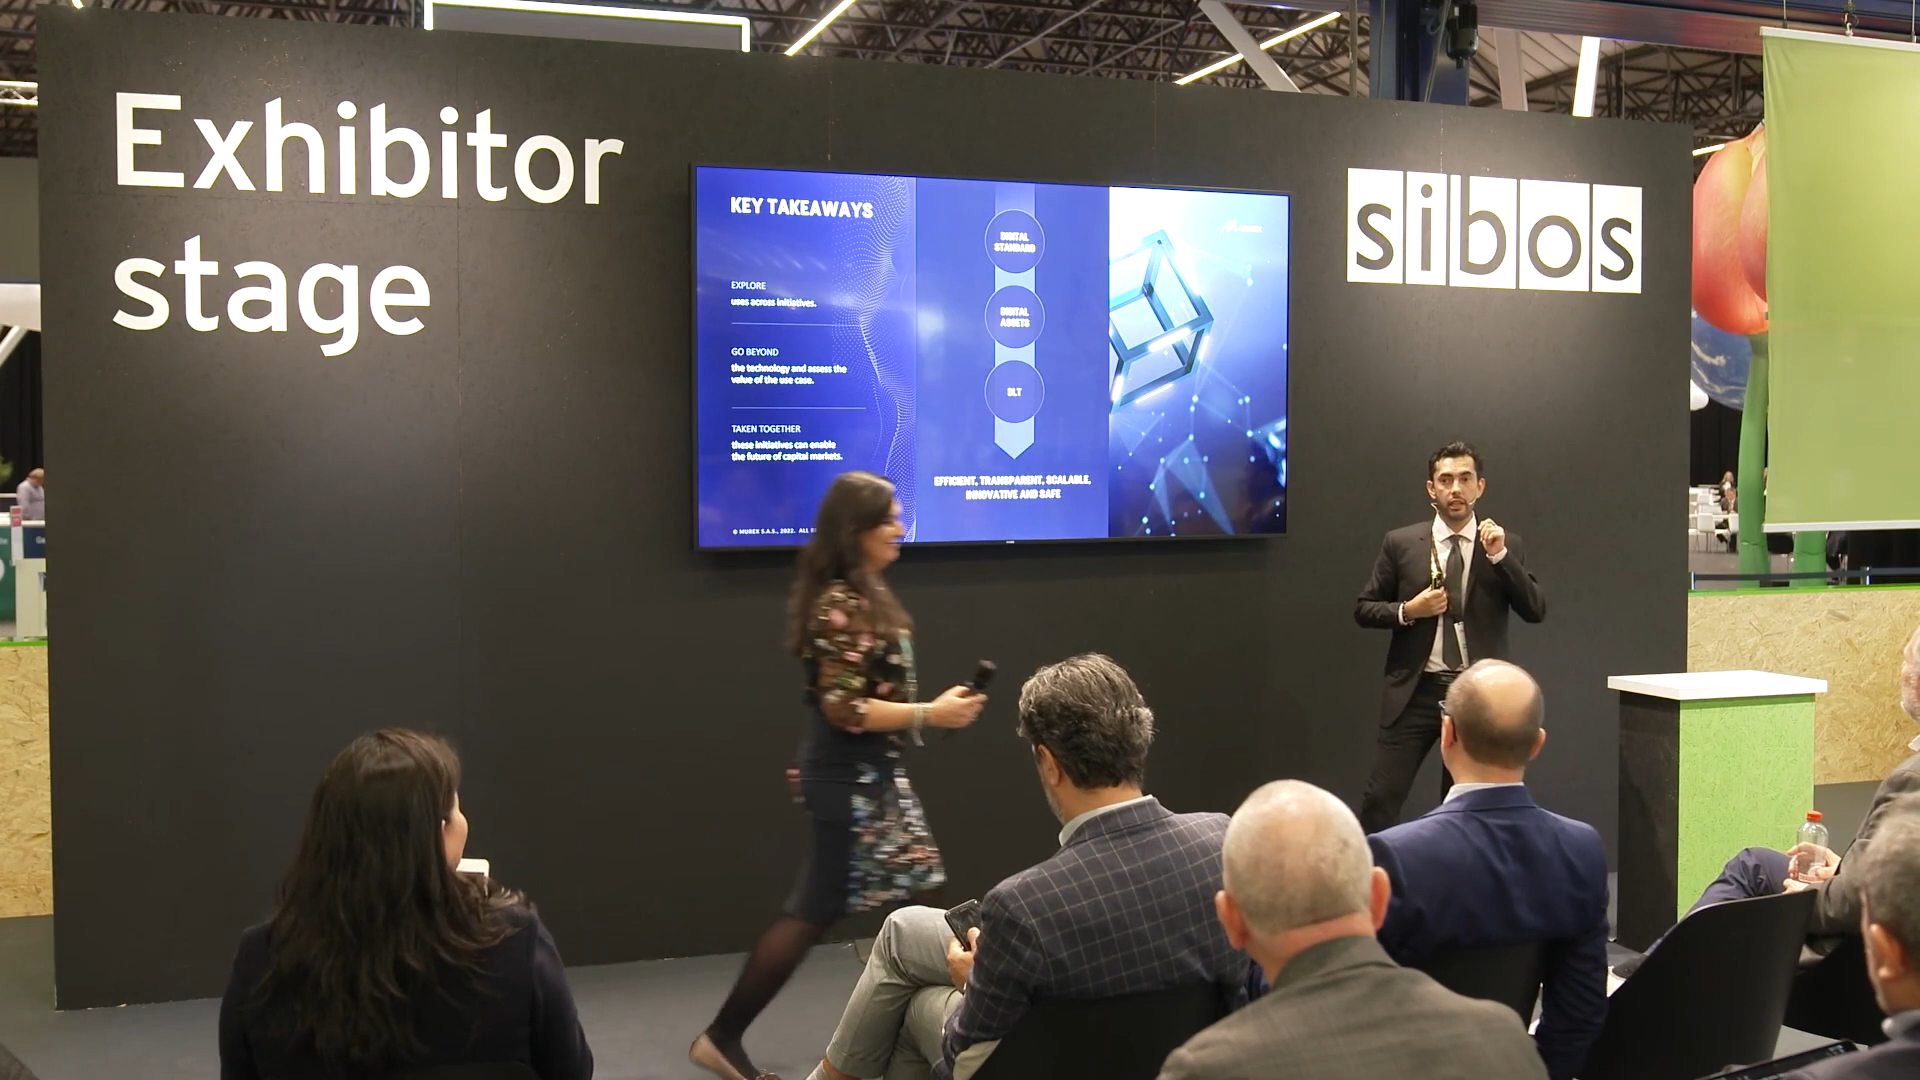 Exhibitor
stage
sibos
KEY TAKEAWAYS
EXPLORE
uses across initiatives.
GO BEYOND
the technology and assess the
value of the use case.
TAKEN TOGETHER
these initiatives can enable
the future of capital markets.
© MUREX S.A.S., 2022. ALL
DIGITAL
STANDARD
DIGITAL
ASSETS
DLT
EFFICIENT, TRANSPARENT, SCALABLE,
INNOVATIVE AND SAFE